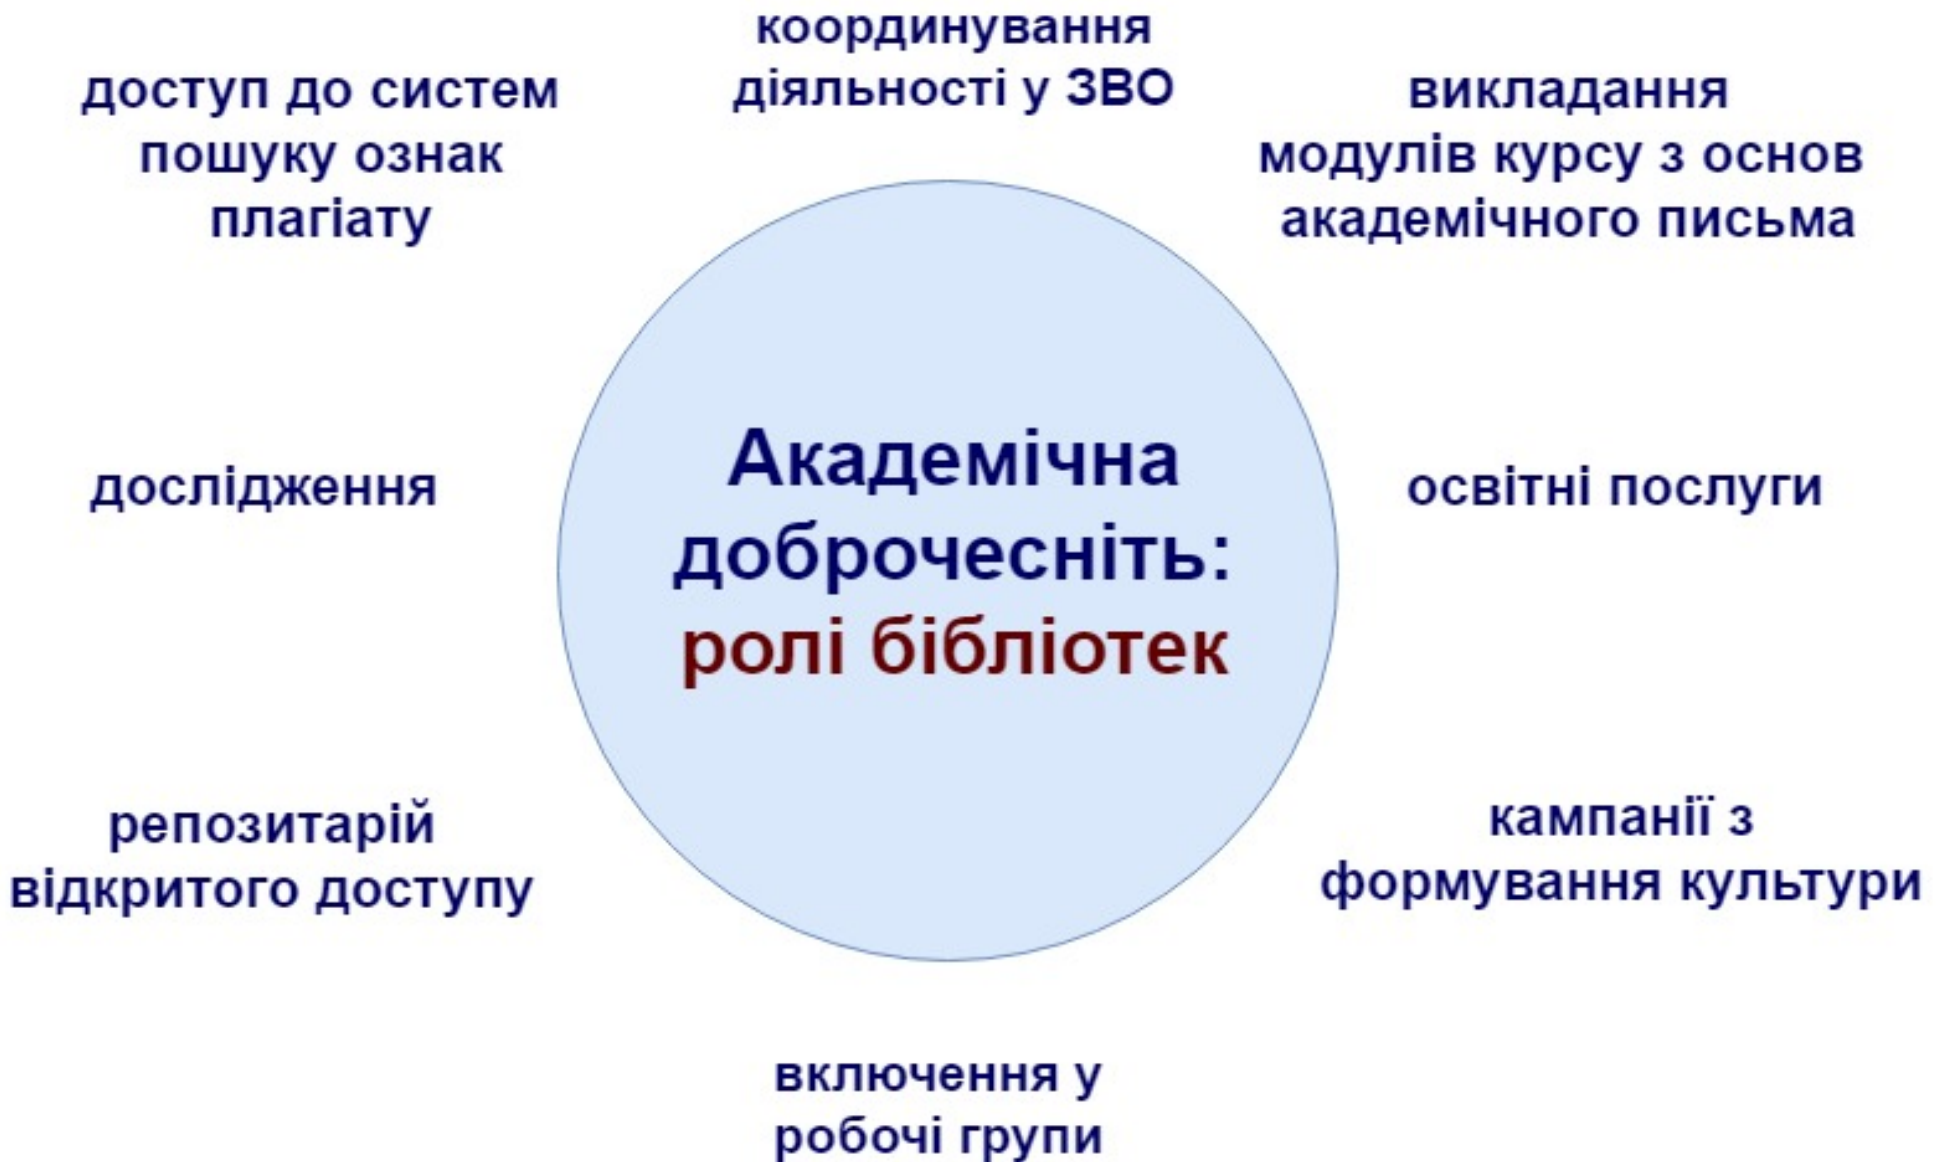 координування
діяльності у ЗВО
доступ до систем
пошуку ознак
плагіату
викладання
модулів курсу з основ
академічного письма
Академічна
доброчесніть:
ролі бібліотек
дослідження
освітні послуги
репозитарій
відкритого доступу
кампанії з
формування культури
включення у
робочі групи